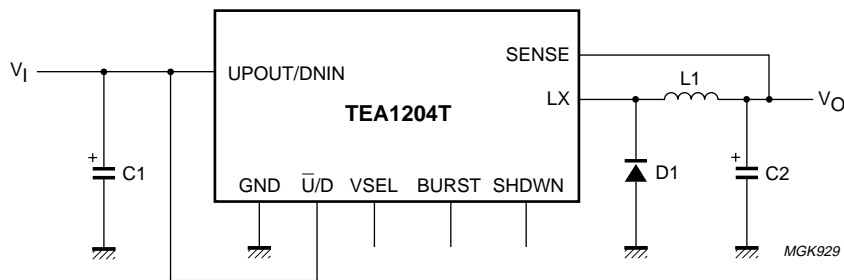 SENSE
V_I
UPOUT/DNIN
L1
LX
V_O
TEA1204T
+
C1
GND
U̅/D
VSEL
BURST
SHDWN
D1
+
C2
MGK929